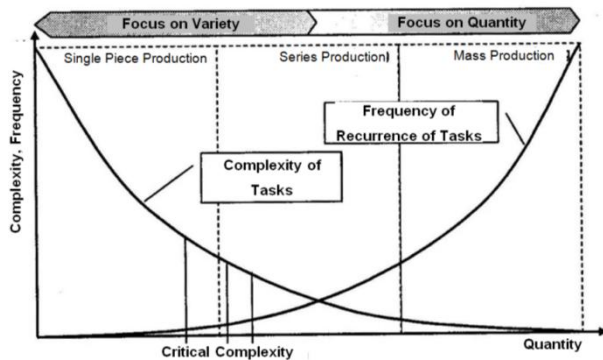 Focus on Variety
Focus on Quantity
Single Piece Production
Series Production
Mass Production
Frequency of
Recurrence of Tasks
Complexity of
Tasks
Complexity, Frequency
Critical Complexity
Quantity